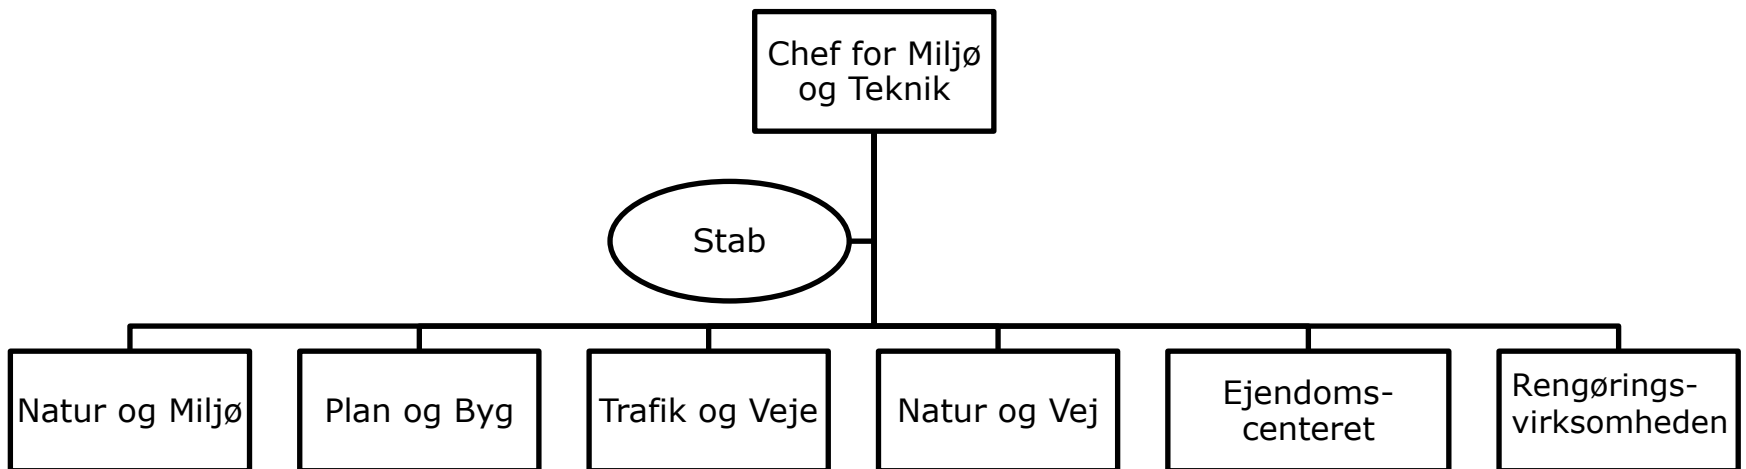 Chef for Miljø
og Teknik
Stab
Natur og Miljø
Plan og Byg
Trafik og Veje
Natur og Vej
Ejendoms-
centeret
Rengørings-
virksomheden